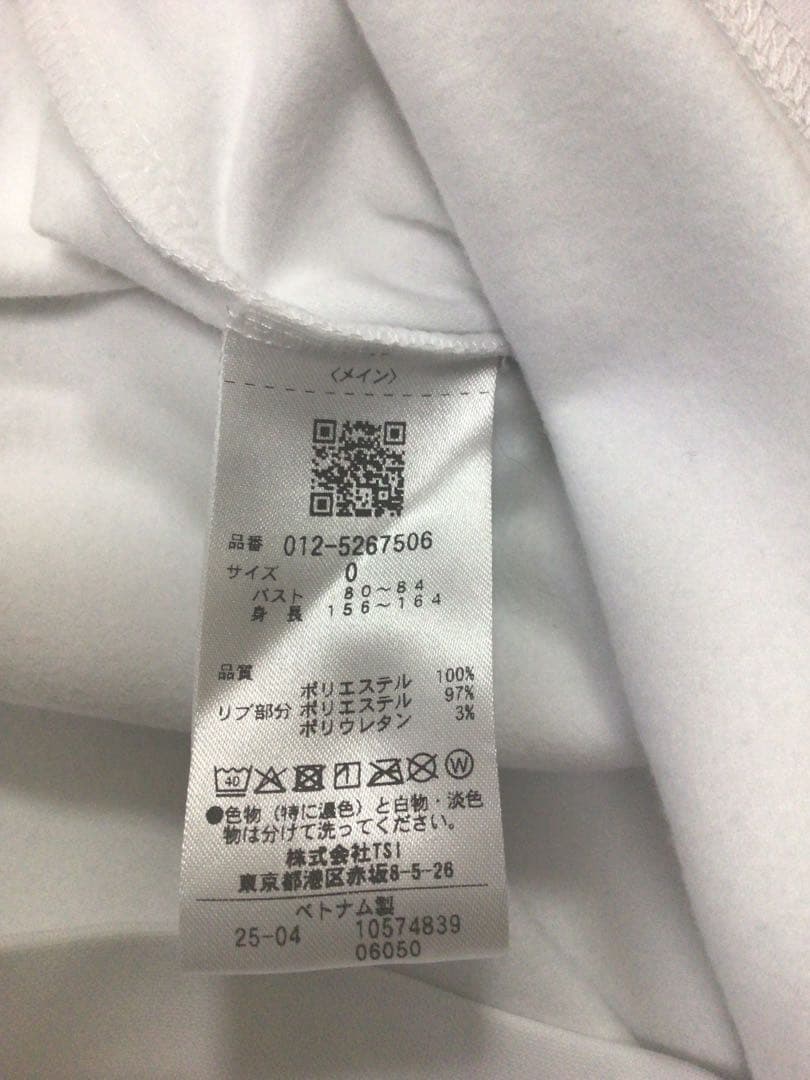 〈メイン〉
品番 012-5267506
サイズ 0
バスト 80～84
身長 156～164
品質
ポリエステル 100%
リブ部分 ポリエステル 97%
ポリウレタン 3%
40 W
●色物（特に濃色）と白物・淡色
物は分けて洗ってください。
株式会社TSI
東京都港区赤坂8-5-26
ベトナム製
25-04 10574839
06050